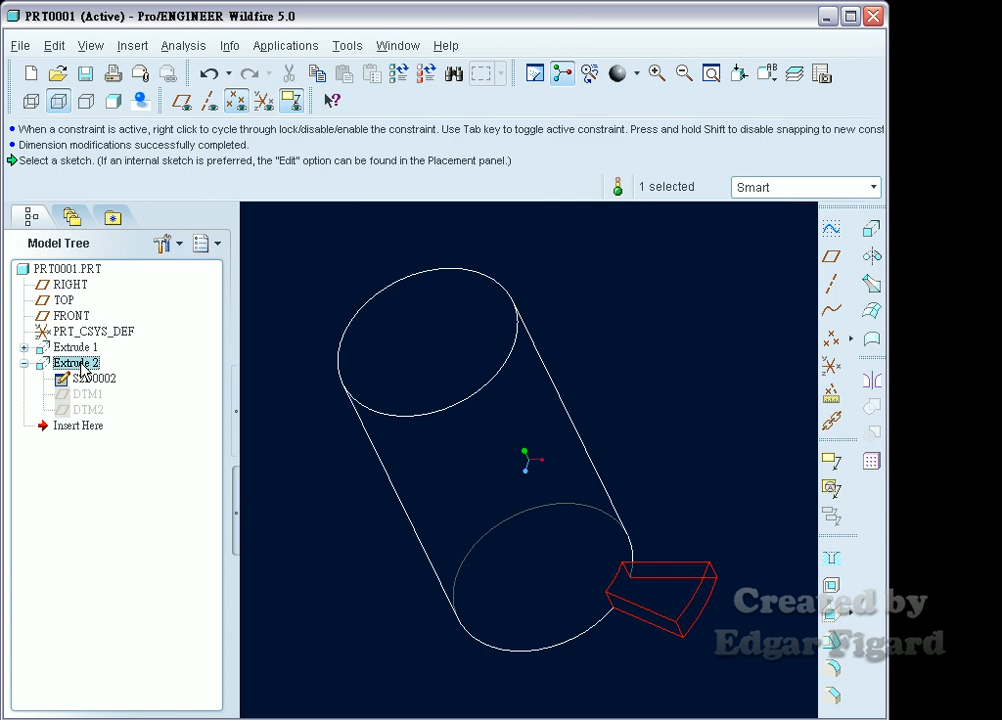 PRT0001 (Active) - Pro/ENGINEER Wildfire 5.0
File Edit View Insert Analysis Info Applications Tools Window Help
When a constraint is active, right click to cycle through lock/disable/enable the constraint. Use Tab key to toggle active constraint. Press and hold Shift to disable snapping to new const
Dimension modifications successfully completed.
Select a sketch. (If an internal sketch is preferred, the "Edit" option can be found in the Placement panel.)
1 selected Smart
Model Tree
PRT0001.PRT
RIGHT
TOP
FRONT
PRT_CSYS_DEF
Extrude 1
Extrude 2
DTM1
DTM2
Insert Here
Created by
Edgar Figard